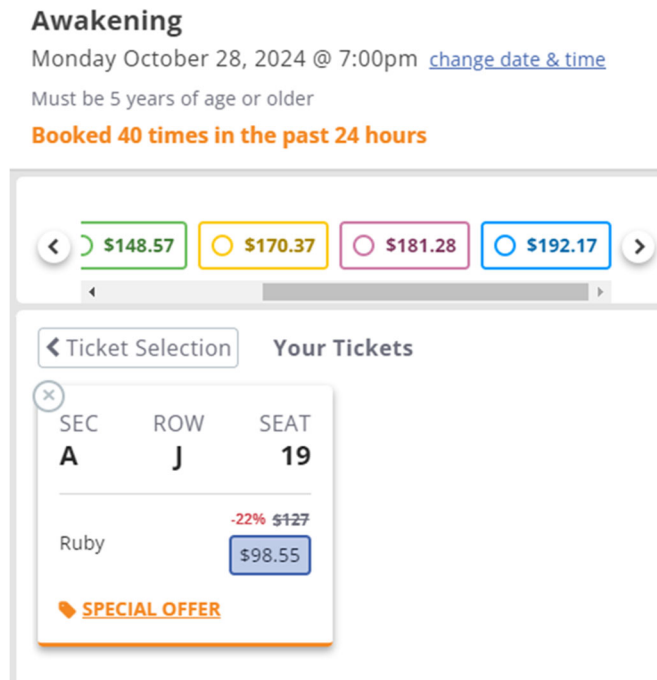 Awakening
Monday October 28, 2024 @ 7:00pm change date & time
Must be 5 years of age or older
Booked 40 times in the past 24 hours
$148.57 $170.37 $181.28 $192.17
Ticket Selection Your Tickets
SEC ROW SEAT
A J 19
-22% $127
Ruby $98.55
SPECIAL OFFER